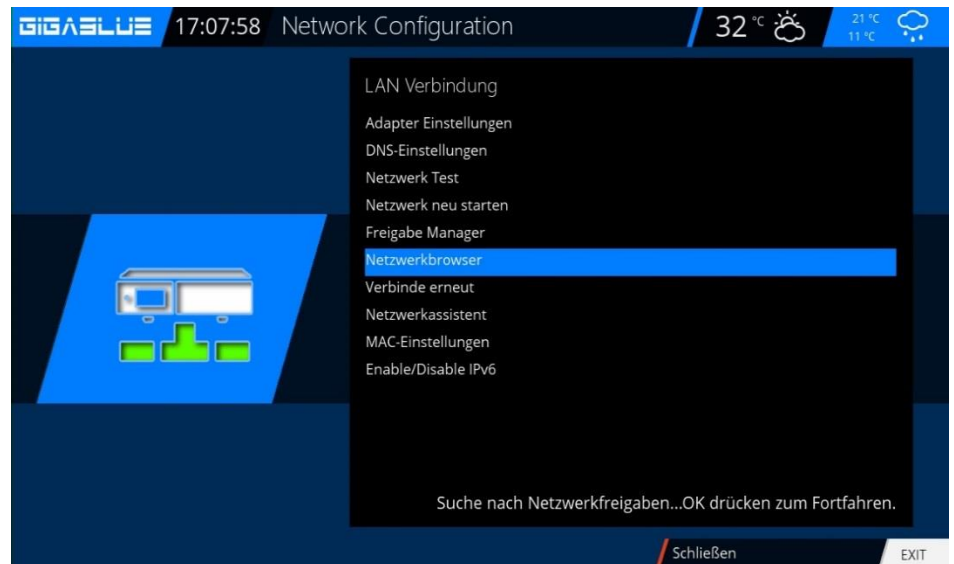 GIGABLUE 17:07:58 Network Configuration 32 °C 21 °C
11 °C
LAN Verbindung
Adapter Einstellungen
DNS-Einstellungen
Netzwerk Test
Netzwerk neu starten
Freigabe Manager
Netzwerkbrowser
Verbinde erneut
Netzwerkassistent
MAC-Einstellungen
Enable/Disable IPv6
Suche nach Netzwerkfreigaben...OK drücken zum Fortfahren.
Schließen EXIT